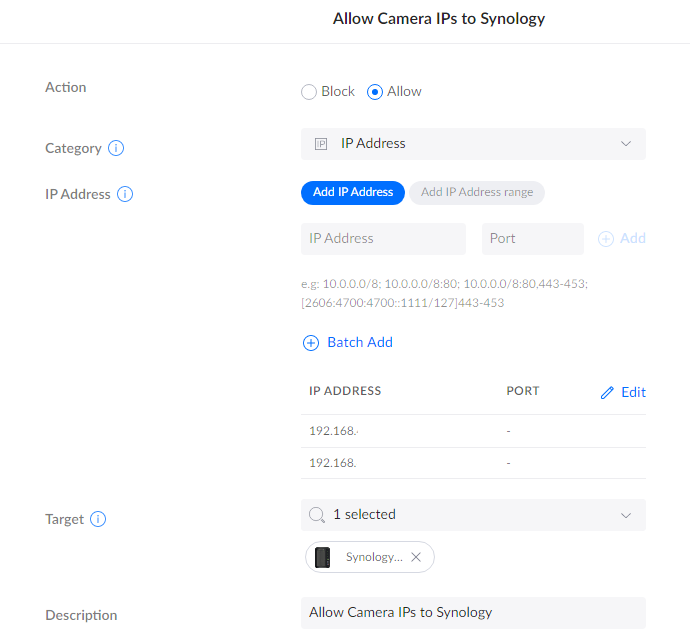 Allow Camera IPs to Synology
Action
Block Allow
Category
IP Address
IP Address
Add IP Address Add IP Address range
IP Address Port Add
e.g: 10.0.0.0/8; 10.0.0.0/8:80; 10.0.0.0/8:80,443-453;
[2606:4700:4700::1111/127]443-453
Batch Add
IP ADDRESS PORT Edit
192.168. -
192.168. -
Target
1 selected
Synology...
Description
Allow Camera IPs to Synology